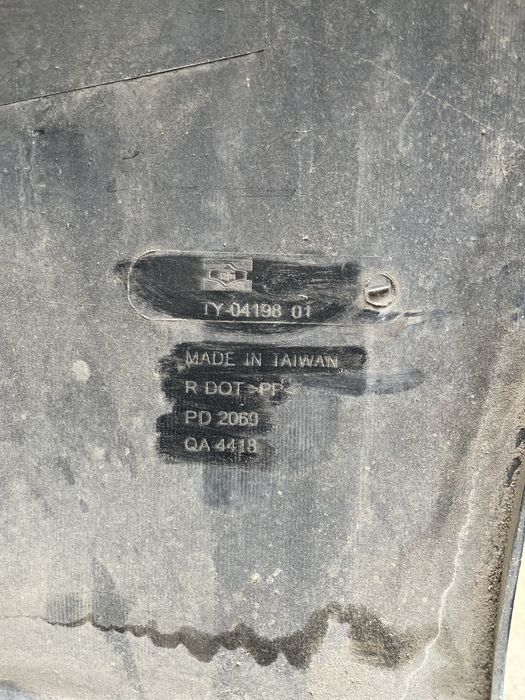 TY-04198 01
MADE IN TAIWAN
R DOT >PP<
PD 2060
QA 4418